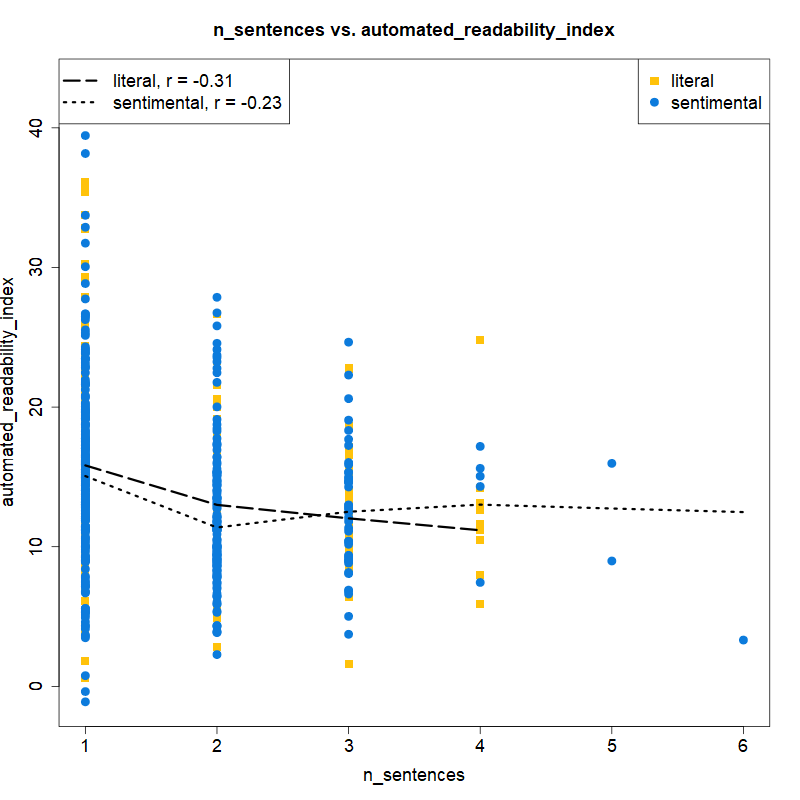 n_sentences vs. automated_readability_index
literal, r = -0.31
sentimental, r = -0.23
literal
sentimental
automated_readability_index
40
30
20
10
0
1 2 3 4 5 6
n_sentences